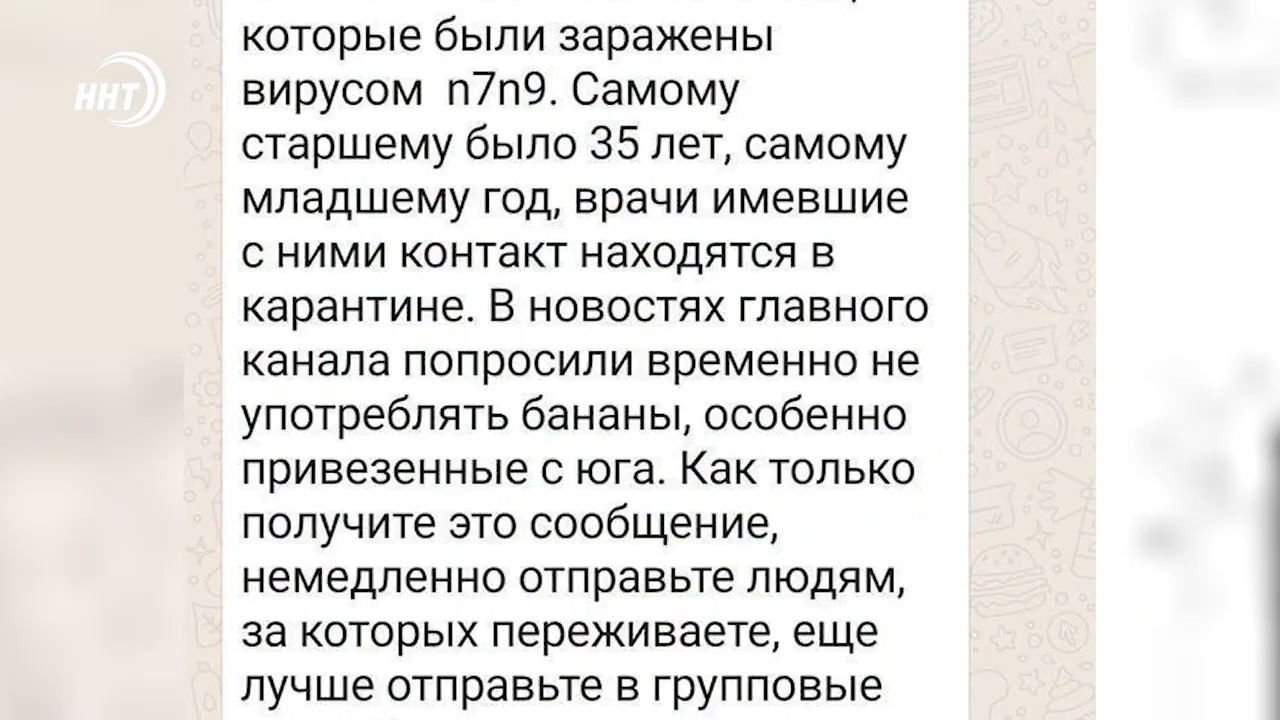 ННТ
которые были заражены
вирусом n7n9. Самому
старшему было 35 лет, самому
младшему год, врачи имевшие
с ними контакт находятся в
карантине. В новостях главного
канала попросили временно не
употреблять бананы, особенно
привезенные с юга. Как только
получите это сообщение,
немедленно отправьте людям,
за которых переживаете, еще
лучше отправьте в групповые